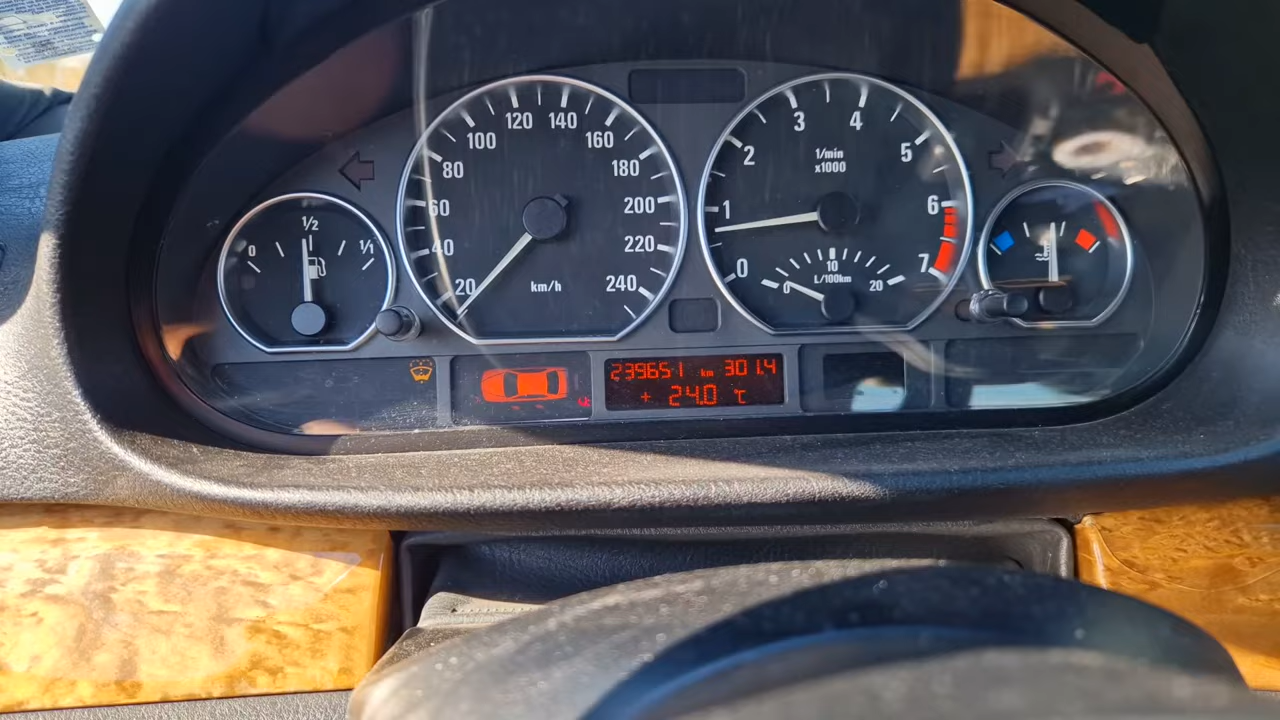 0 1/2 1/1
20 40 60 80 100 120 140 160 180 200 220 240
km/h
0 1 2 3 4 5 6 7
1/min
x1000
0 10 20
L/100km
239651 km 301.4
+ 24.0 °C